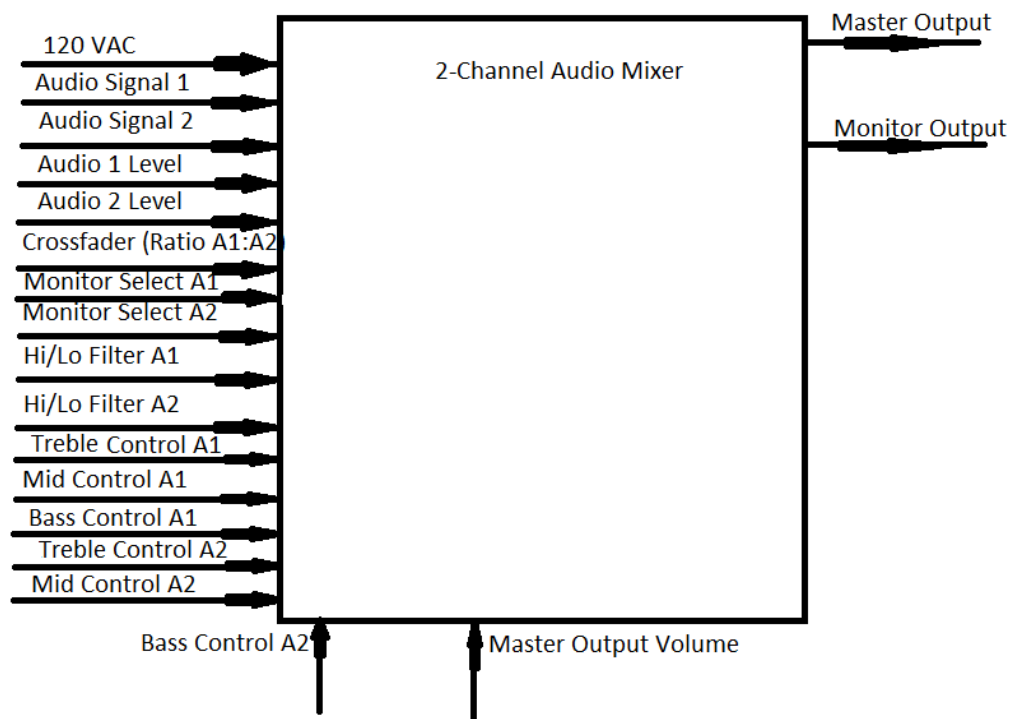 Master Output
120 VAC
2-Channel Audio Mixer
Audio Signal 1
Audio Signal 2
Monitor Output
Audio 1 Level
Audio 2 Level
Crossfader (Ratio A1:A2)
Monitor Select A1
Monitor Select A2
Hi/Lo Filter A1
Hi/Lo Filter A2
Treble Control A1
Mid Control A1
Bass Control A1
Treble Control A2
Mid Control A2
Bass Control A2
Master Output Volume